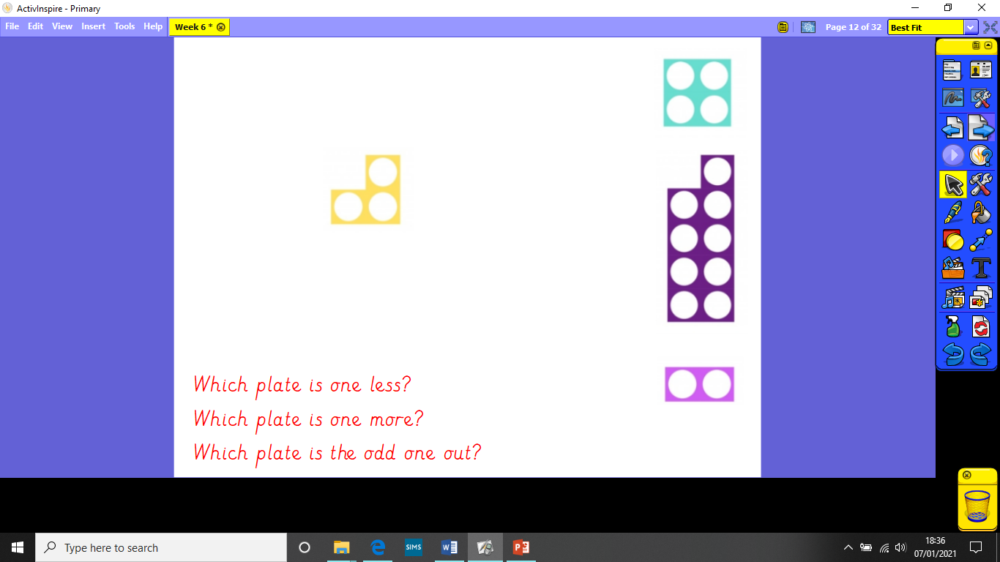 ActivInspire - Primary
File Edit View Insert Tools Help Week 6 * Page 12 of 32 Best Fit
Which plate is one less?
Which plate is one more?
Which plate is the odd one out?
Type here to search
SIMS
18:36
07/01/2021